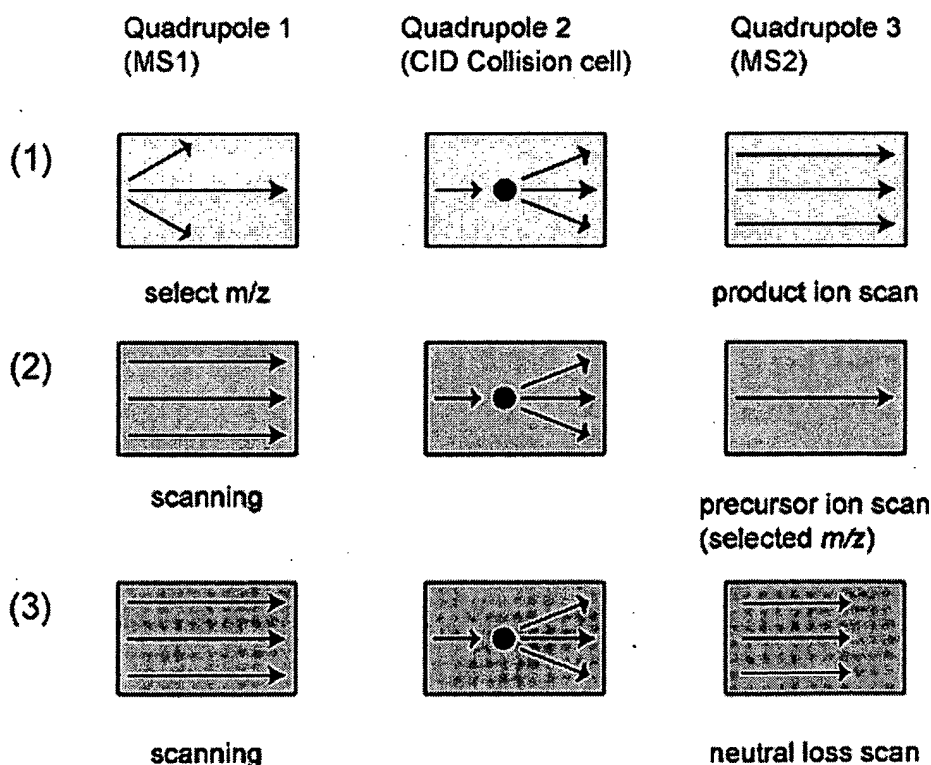 Quadrupole 1
(MS1)
Quadrupole 2
(CID Collision cell)
Quadrupole 3
(MS2)
(1)
select m/z
product ion scan
(2)
scanning
precursor ion scan
(selected m/z)
(3)
scanning
neutral loss scan